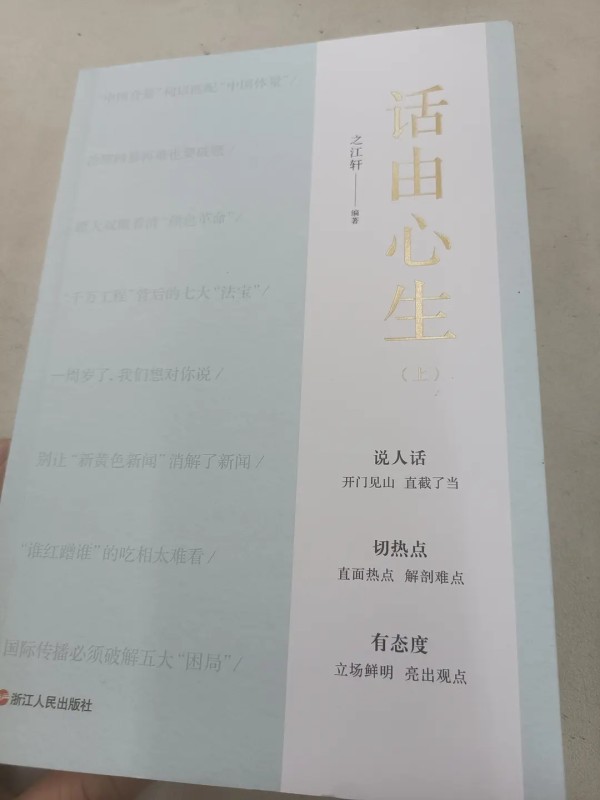 话由心生
（上）
之江轩
编著
说人话
开门见山 直截了当
切热点
直面热点 解剖难点
有态度
立场鲜明 亮出观点
"千万工程"背后的七大"法宝"/
一周岁了，我们想对你说/
别让"新黄色新闻"消解了新闻/
"谁红蹭谁"的吃相太难看/
国际传播必须破解五大"困局"/
浙江人民出版社